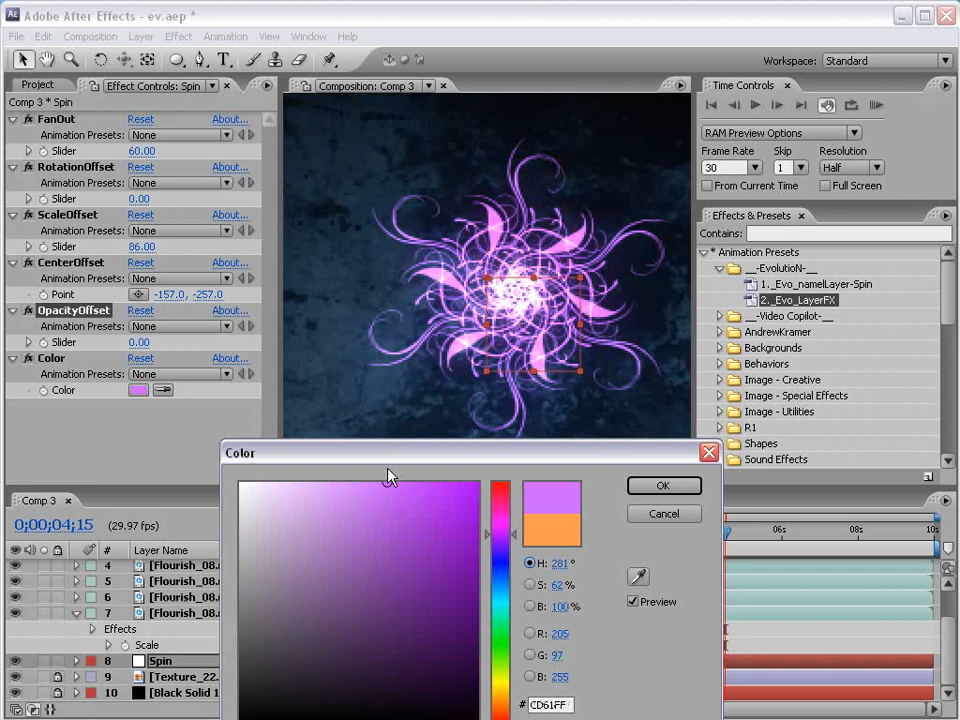 Adobe After Effects - ev.aep *
File Edit Composition Layer Effect Animation View Window Help
Workspace: Standard
Project Effect Controls: Spin
Comp 3 * Spin
FanOut Reset About...
Animation Presets: None
Slider 60.00
RotationOffset Reset About...
Animation Presets: None
Slider 0.00
ScaleOffset Reset About...
Animation Presets: None
Slider 86.00
CenterOffset Reset About...
Animation Presets: None
Point -157.0, -257.0
OpacityOffset Reset About...
Animation Presets: None
Slider 0.00
Color Reset About...
Animation Presets: None
Color
Composition: Comp 3
Time Controls
RAM Preview Options
Frame Rate Skip Resolution
30 1 Half
From Current Time Full Screen
Effects & Presets
Contains:
* Animation Presets
__-EvolutioN-__
1._Evo_nameLayer-Spin
2._Evo_LayerFX
__-Video Copilot-__
AndrewKramer
Backgrounds
Behaviors
Image - Creative
Image - Special Effects
Image - Utilities
R1
Shapes
Sound Effects
Color
OK
Cancel
H: 281 °
S: 62 %
B: 100 %
Preview
R: 205
G: 97
B: 255
# CD61FF
Comp 3
0;00;04;15 (29.97 fps)
# Layer Name
4 [Flourish_08.
5 [Flourish_08.
6 [Flourish_08.
7 [Flourish_08.
Effects
Scale
8 Spin
9 [Texture_22.
10 [Black Solid 1
06s 08s 10s